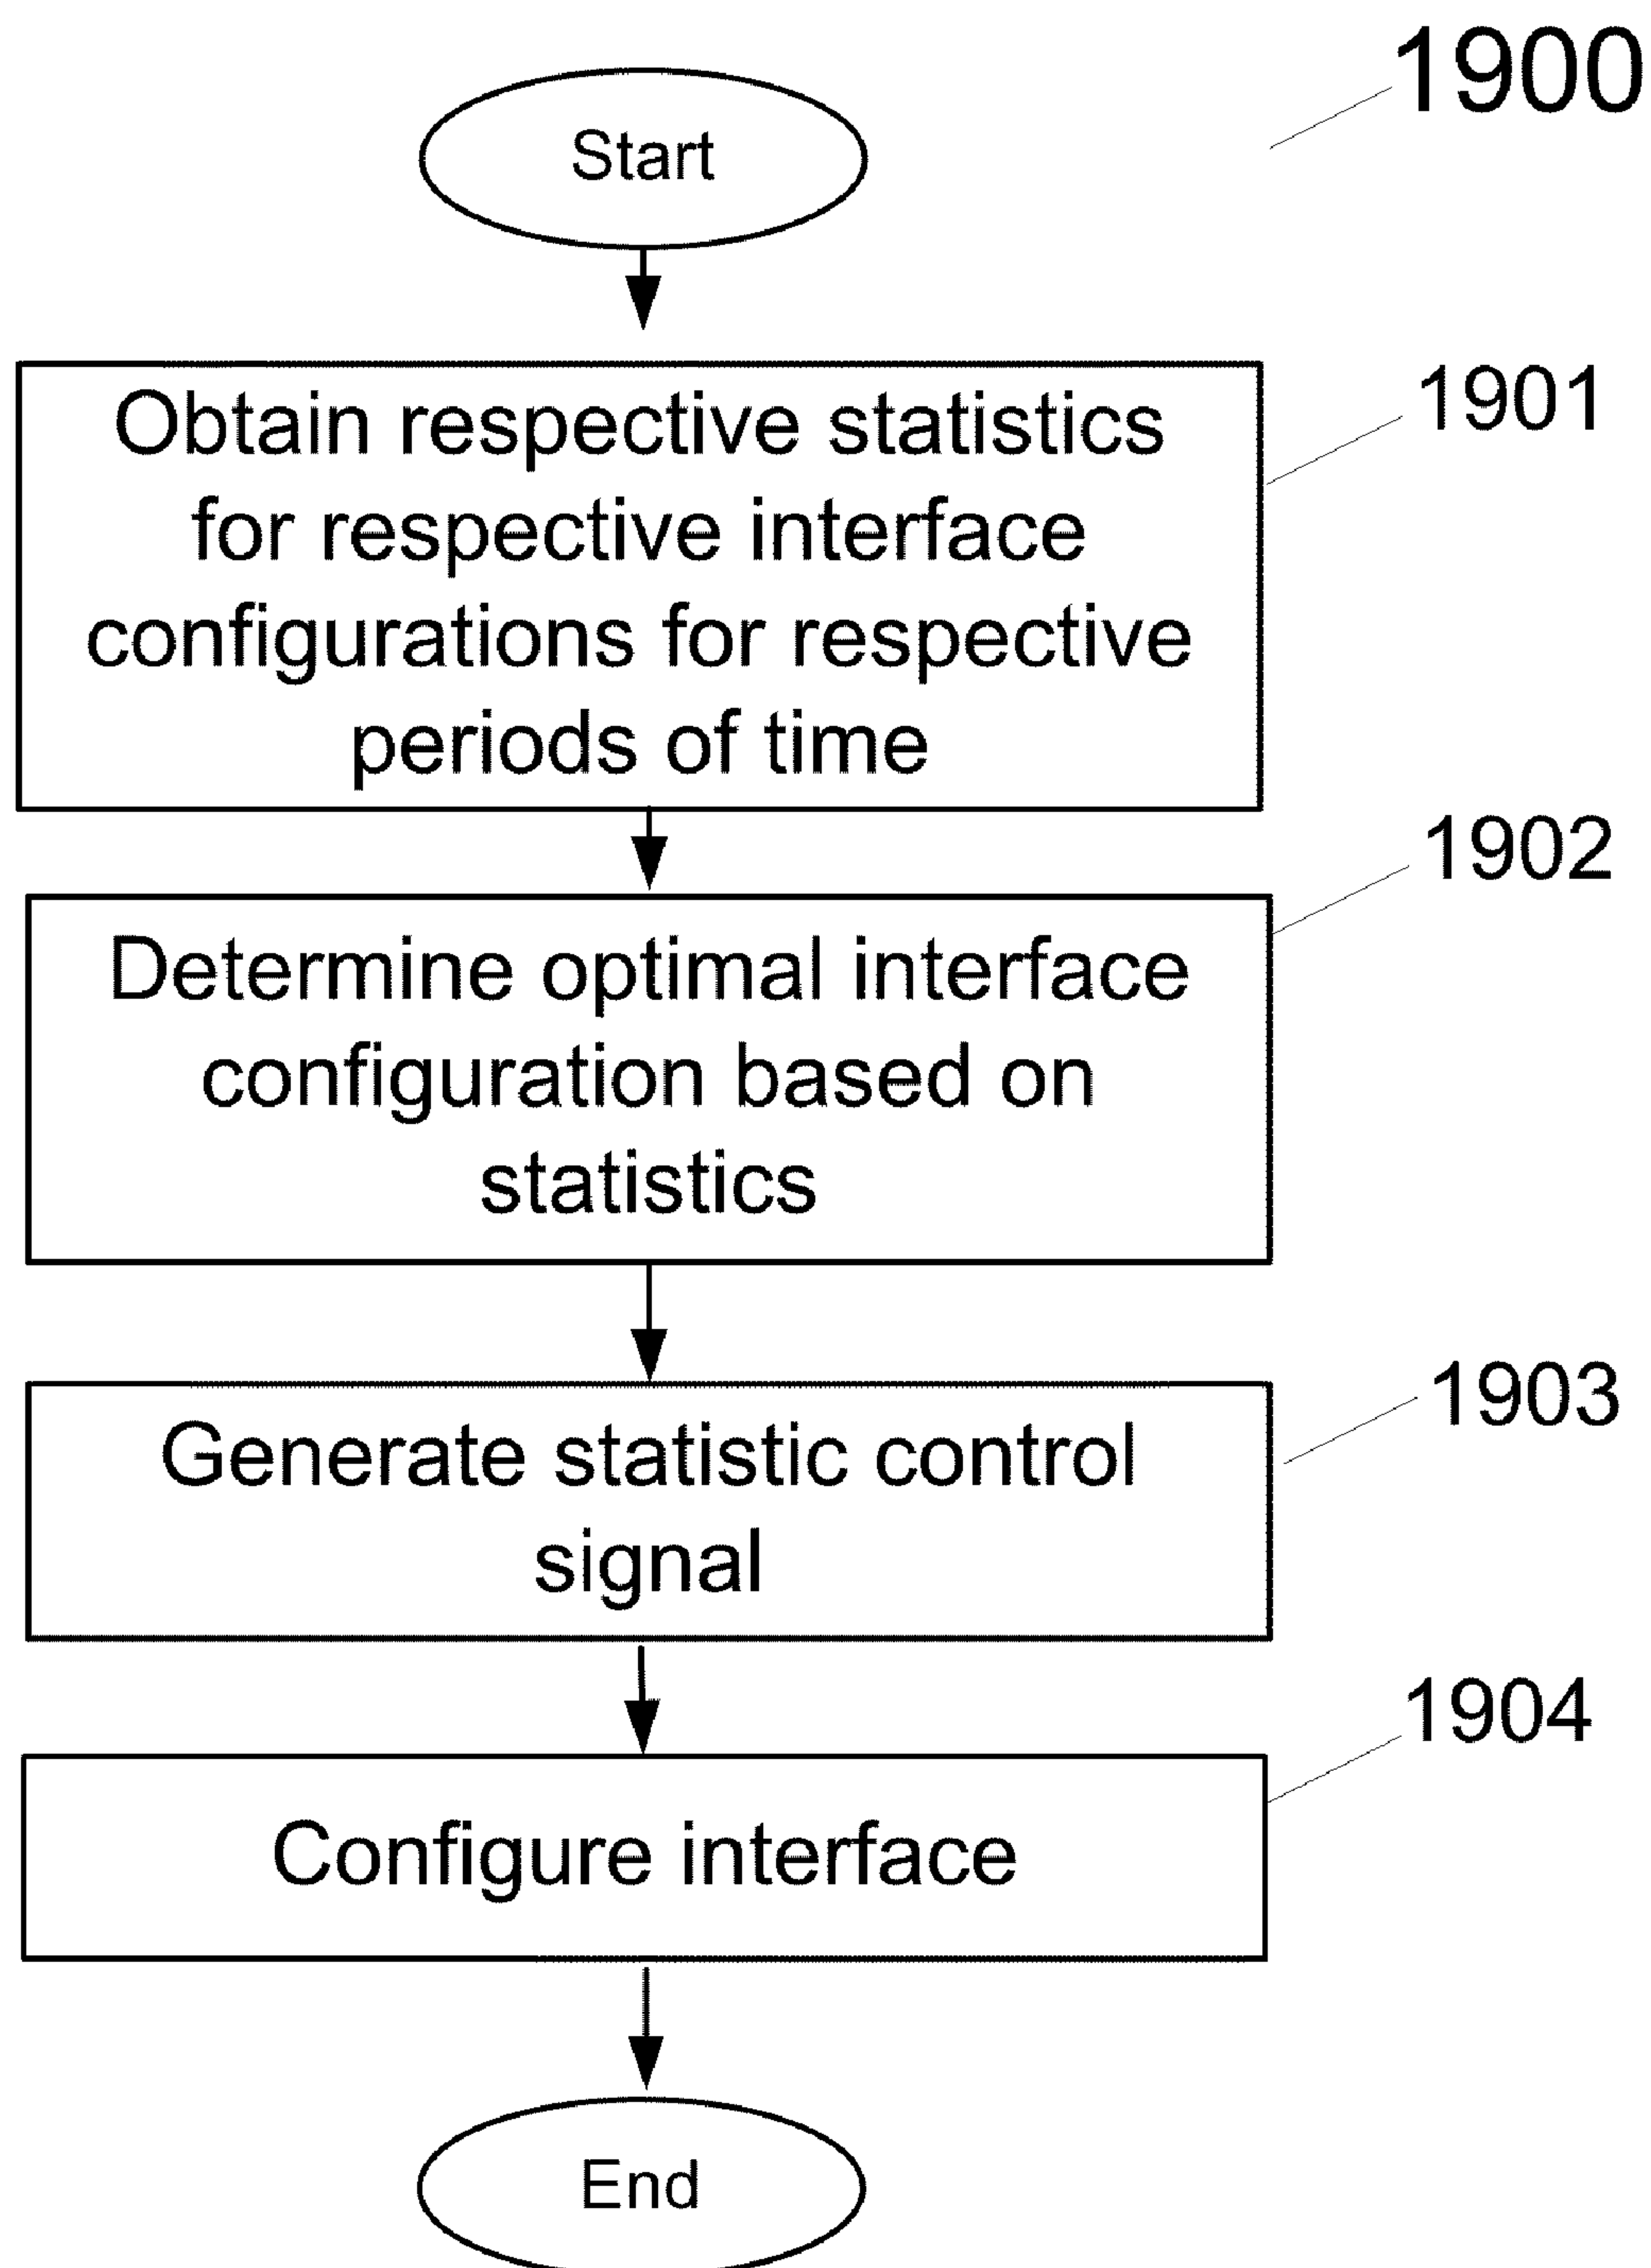 1900
Start
Obtain respective statistics
for respective interface
configurations for respective
periods of time
1901
Determine optimal interface
configuration based on
statistics
1902
Generate statistic control
signal
1903
Configure interface
1904
End